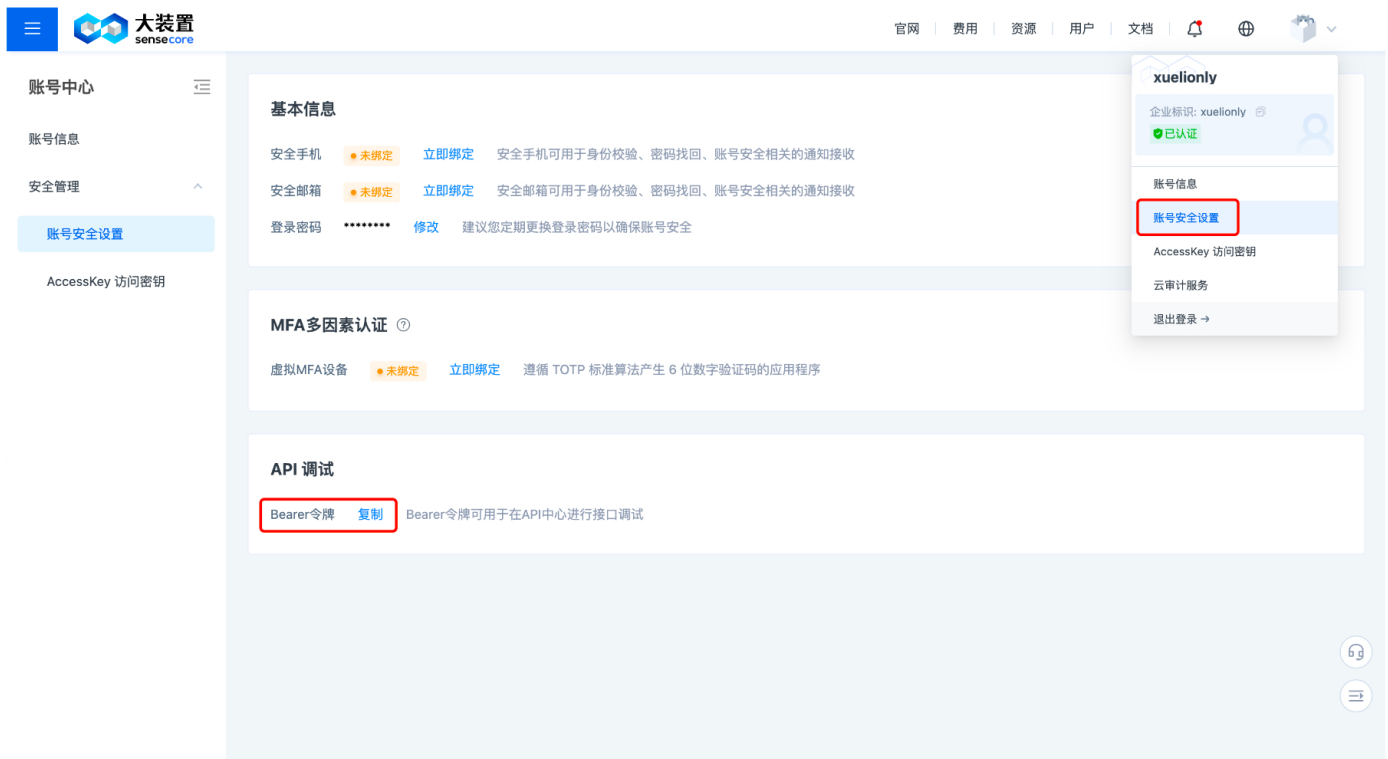 大装置
sensecore
官网
费用
资源
用户
文档
账号中心
账号信息
安全管理
账号安全设置
AccessKey 访问密钥
基本信息
安全手机 未绑定 立即绑定 安全手机可用于身份校验、密码找回、账号安全相关的通知接收
安全邮箱 未绑定 立即绑定 安全邮箱可用于身份校验、密码找回、账号安全相关的通知接收
登录密码 ******** 修改 建议您定期更换登录密码以确保账号安全
MFA多因素认证
虚拟MFA设备 未绑定 立即绑定 遵循 TOTP 标准算法产生 6 位数字验证码的应用程序
API 调试
Bearer令牌 复制 Bearer令牌可用于在API中心进行接口调试
xuelionly
企业标识: xuelionly
已认证
账号信息
账号安全设置
AccessKey 访问密钥
云审计服务
退出登录 →